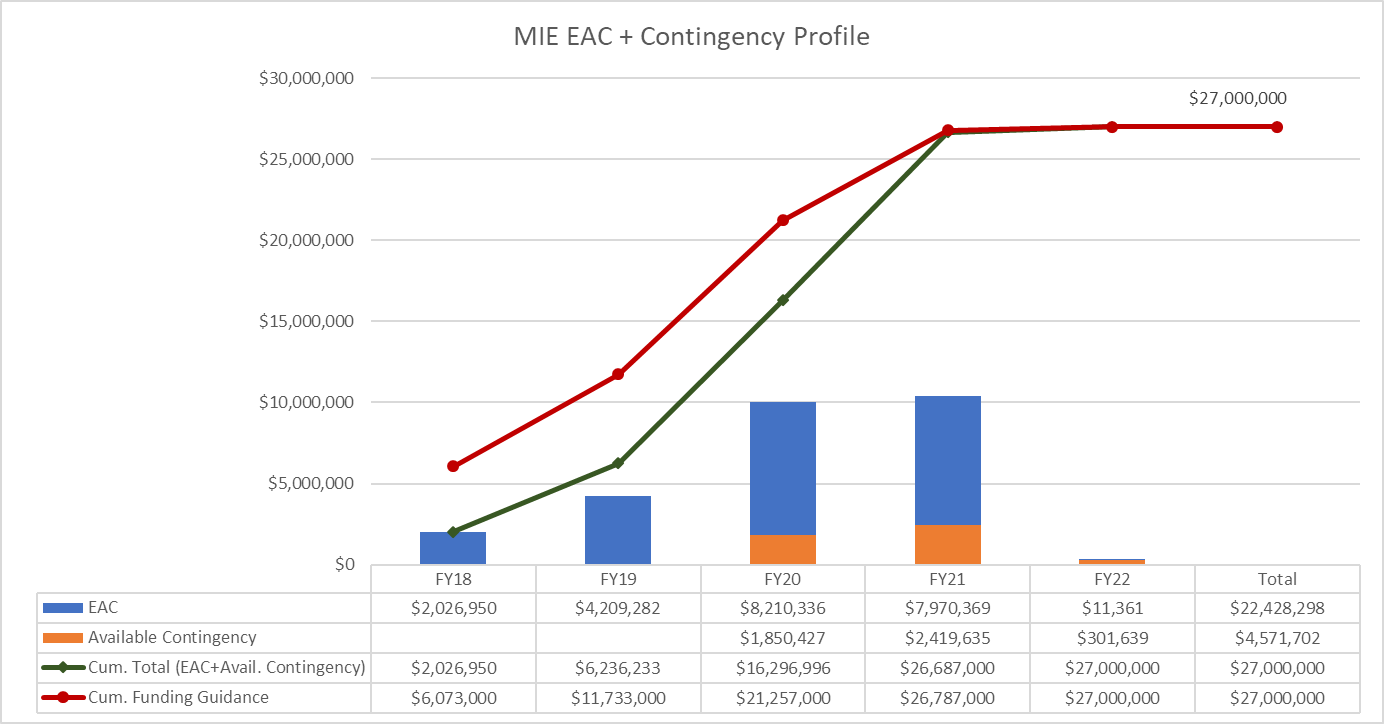 MIE EAC + Contingency Profile
$30,000,000
$27,000,000
$25,000,000
$20,000,000
$15,000,000
$10,000,000
$5,000,000
$0
FY18 FY19 FY20 FY21 FY22 Total
EAC $2,026,950 $4,209,282 $8,210,336 $7,970,369 $11,361 $22,428,298
Available Contingency $1,850,427 $2,419,635 $301,639 $4,571,702
Cum. Total (EAC+Avail. Contingency) $2,026,950 $6,236,233 $16,296,996 $26,687,000 $27,000,000 $27,000,000
Cum. Funding Guidance $6,073,000 $11,733,000 $21,257,000 $26,787,000 $27,000,000 $27,000,000